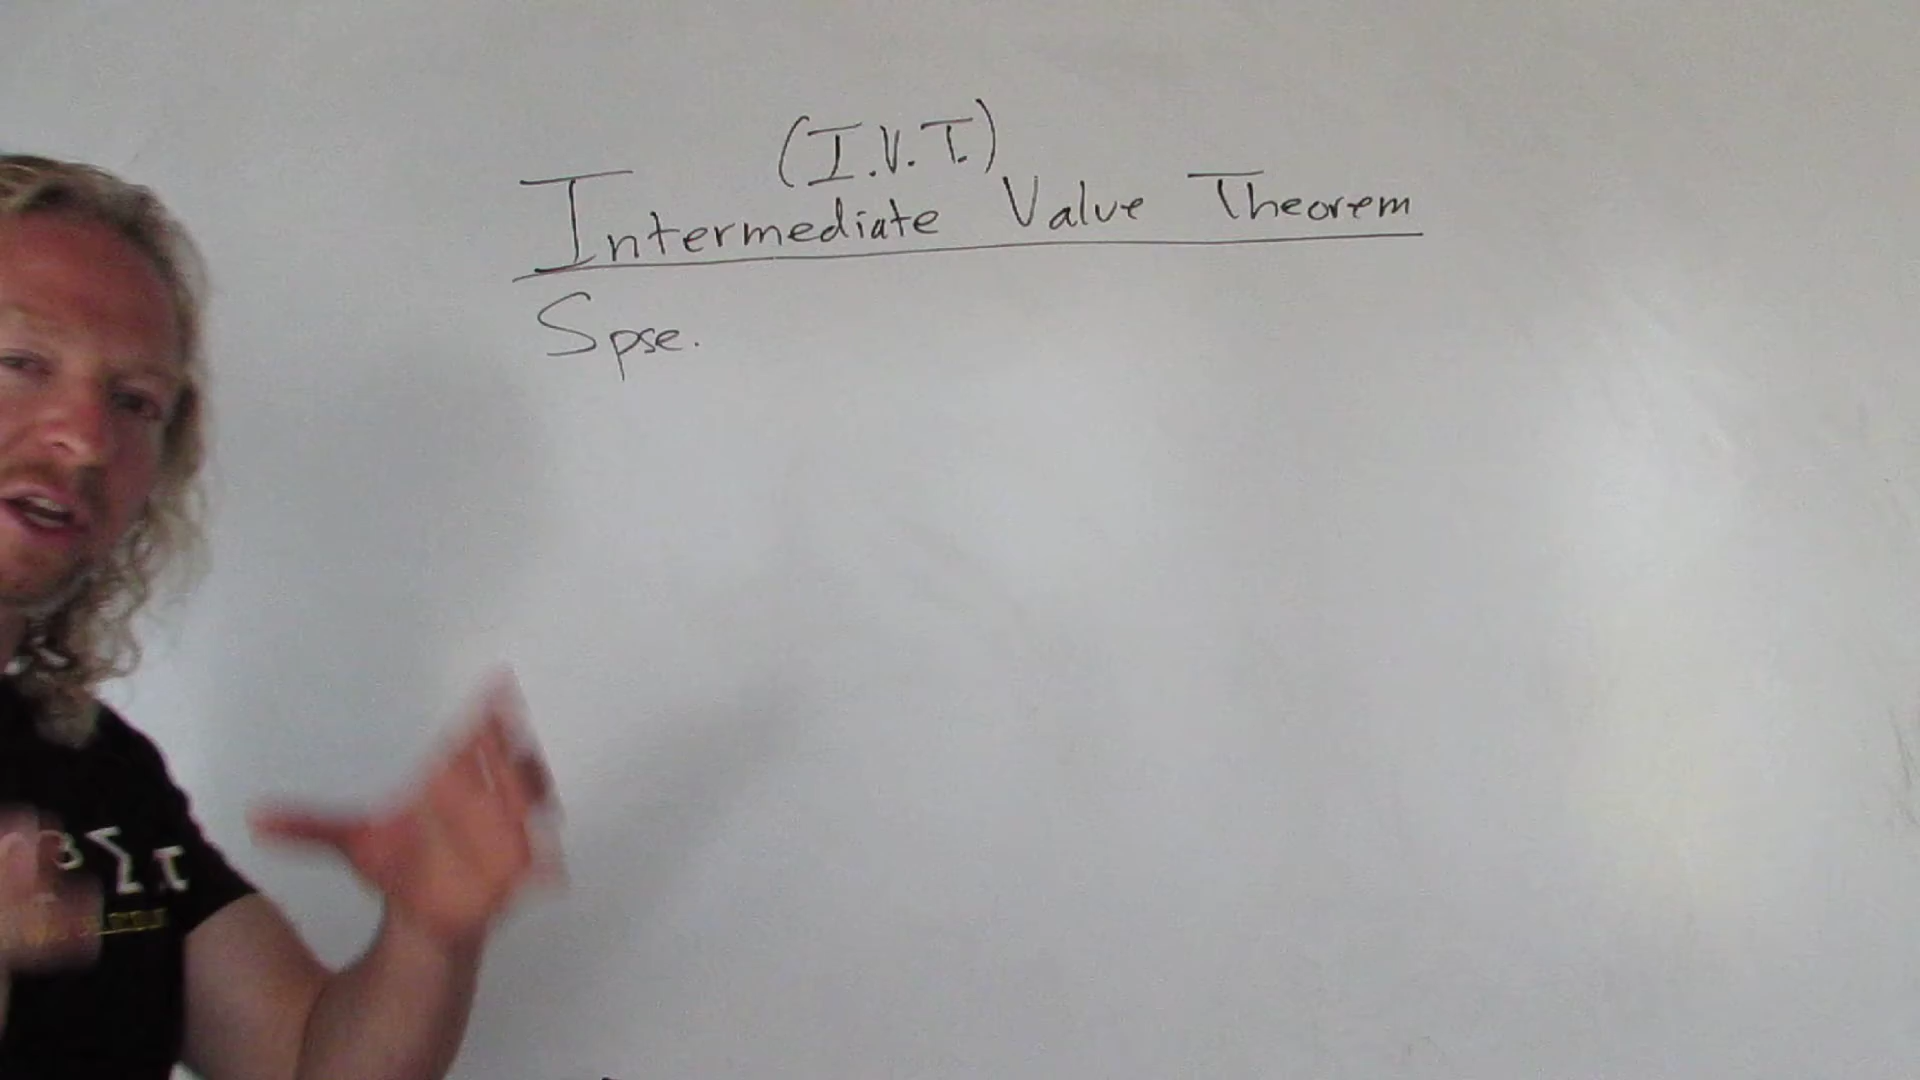 (I.V.T.)
Intermediate Value Theorem
Spse.
Σ τ